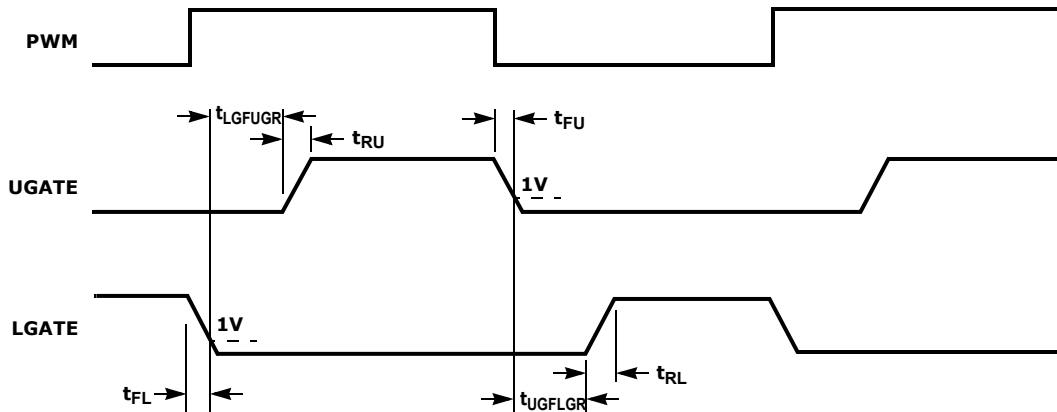 PWM
tLGFUGR
tFU
tRU
UGATE
1V
LGATE
1V
tFL
tRL
tUGFLGR